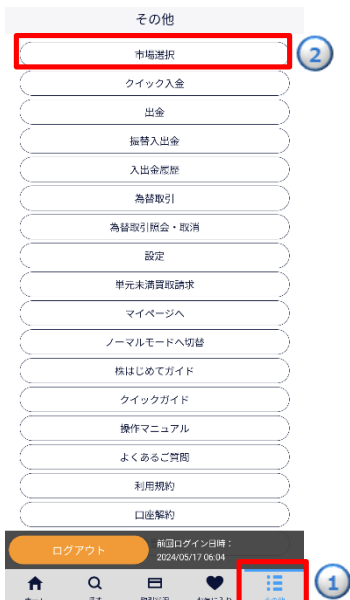 その他
市場選択
2
クイック入金
出金
振替入出金
入出金履歴
為替取引
為替取引照会・取消
設定
単元未満買取請求
マイページへ
ノーマルモードへ切替
株はじめてガイド
クイックガイド
操作マニュアル
よくあるご質問
利用規約
口座解約
ログアウト
前回ログイン日時：
2024/05/17 06:04
1